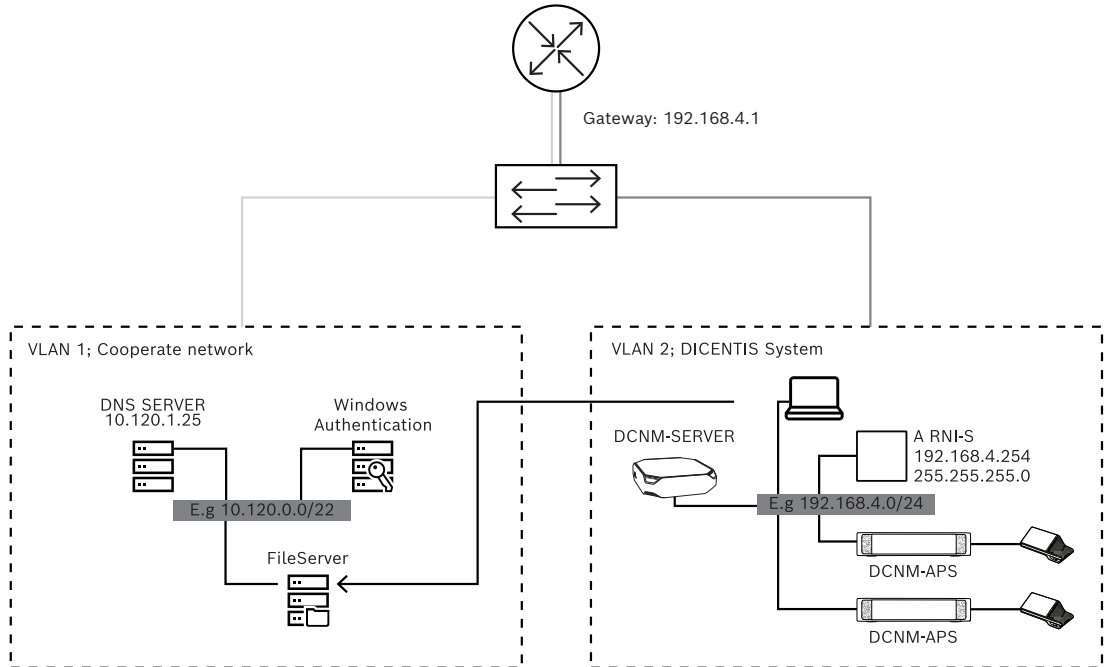 Gateway: 192.168.4.1
VLAN 1; Cooperate network
DNS SERVER
10.120.1.25
Windows
Authentication
E.g 10.120.0.0/22
FileServer
VLAN 2; DICENTIS System
DCNM-SERVER
A RNI-S
192.168.4.254
255.255.255.0
E.g 192.168.4.0/24
DCNM-APS
DCNM-APS